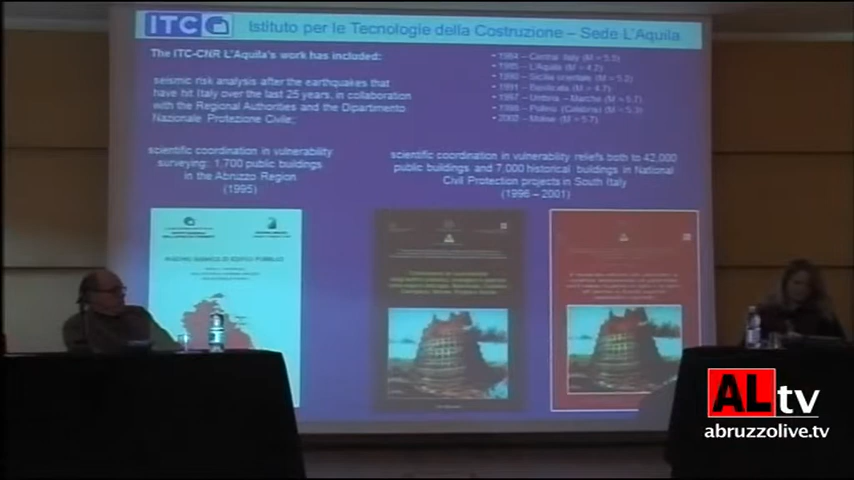 ITC
Istituto per le Tecnologie della Costruzione – Sede L'Aquila
The ITC-CNR L'Aquila's work has included:
seismic risk analysis after the earthquakes that
have hit Italy over the last 25 years, in collaboration
with the Regional Authorities and the Dipartimento
Nazionale Protezione Civile;
• 1984 – Central Italy (M = 5.5)
• 1985 – L'Aquila (M = 4.2)
• 1990 – Sicilia orientale (M = 5.2)
• 1991 – Basilicata (M = 4.7)
• 1997 – Umbria – Marche (M = 5.7)
• 1998 – Pollino (Calabria) (M = 5.3)
• 2002 – Molise (M = 5.7)
scientific coordination in vulnerability
surveying: 1.700 public buildings
in the Abruzzo Region
(1995)
scientific coordination in vulnerability reliefs both to 42,000
public buildings and 7,000 historical buildings in National
Civil Protection projects in South Italy
(1996 – 2001)
RISCHIO SISMICO DI EDIFICI PUBBLICI
ALtv
abruzzolive.tv